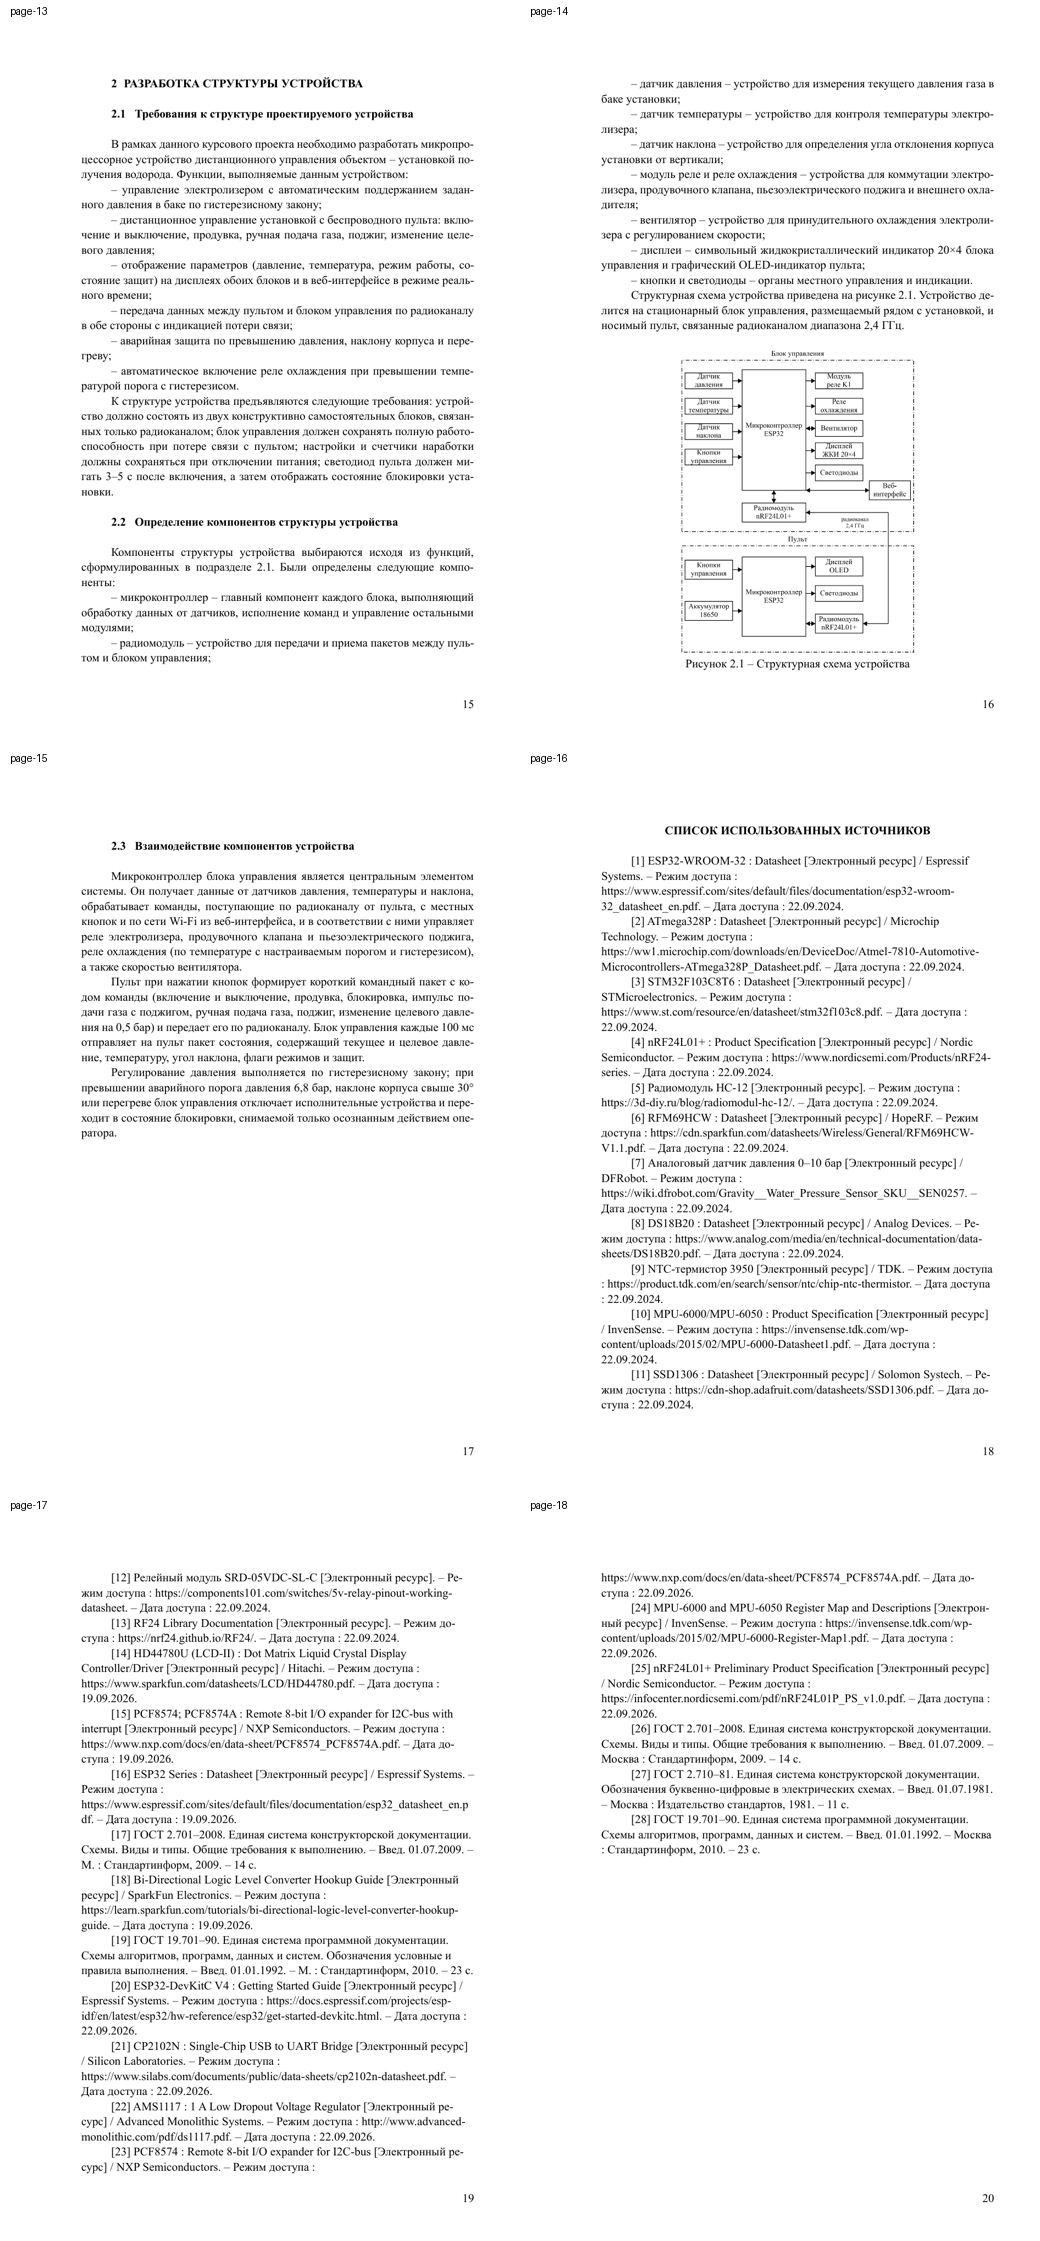 page-13
2 РАЗРАБОТКА СТРУКТУРЫ УСТРОЙСТВА
2.1 Требования к структуре проектируемого устройства
В рамках данного курсового проекта необходимо разработать микропро-
цессорное устройство дистанционного управления объектом – установкой по-
лучения водорода. Функции, выполняемые данным устройством:
– управление электролизером с автоматическим поддержанием задан-
ного давления в баке по гистерезисному закону;
– дистанционное управление установкой с беспроводного пульта: вклю-
чение и выключение, продувка, ручная подача газа, поджиг, изменение целе-
вого давления;
– отображение параметров (давление, температура, режим работы, со-
стояние защит) на дисплеях обоих блоков и в веб-интерфейсе в режиме реаль-
ного времени;
– передача данных между пультом и блоком управления по радиоканалу
в обе стороны с индикацией потери связи;
– аварийная защита по превышению давления, наклону корпуса и пере-
греву;
– автоматическое включение реле охлаждения при превышении темпе-
ратурой порога с гистерезисом.
К структуре устройства предъявляются следующие требования: устрой-
ство должно состоять из двух конструктивно самостоятельных блоков, связан-
ных только радиоканалом; блок управления должен сохранять полную работо-
способность при потере связи с пультом; настройки и счетчики наработки
должны сохраняться при отключении питания; светодиод пульта должен ми-
гать 3–5 с после включения, а затем отображать состояние блокировки уста-
новки.
2.2 Определение компонентов структуры устройства
Компоненты структуры устройства выбираются исходя из функций,
сформулированных в подразделе 2.1. Были определены следующие компо-
ненты:
– микроконтроллер – главный компонент каждого блока, выполняющий
обработку данных от датчиков, исполнение команд и управление остальными
модулями;
– радиомодуль – устройство для передачи и приема пакетов между пуль-
том и блоком управления;
15
page-14
– датчик давления – устройство для измерения текущего давления газа в
баке установки;
– датчик температуры – устройство для контроля температуры электро-
лизера;
– датчик наклона – устройство для определения угла отклонения корпуса
установки от вертикали;
– модуль реле и реле охлаждения – устройства для коммутации электро-
лизера, продувочного клапана, пьезоэлектрического поджига и внешнего охла-
дителя;
– вентилятор – устройство для принудительного охлаждения электроли-
зера с регулированием скорости;
– дисплеи – символьный жидкокристаллический индикатор 20×4 блока
управления и графический OLED-индикатор пульта;
– кнопки и светодиоды – органы местного управления и индикации.
Структурная схема устройства приведена на рисунке 2.1. Устройство де-
лится на стационарный блок управления, размещаемый рядом с установкой, и
носимый пульт, связанные радиоканалом диапазона 2,4 ГГц.
Блок управления
Датчик
давления
Датчик
температуры
Датчик
наклона
Кнопки
управления
Микроконтроллер
ESP32
Модуль
реле K1
Реле
охлаждения
Вентилятор
Дисплей
ЖКИ 20×4
Светодиоды
Веб-
интерфейс
Радиомодуль
nRF24L01+
радиоканал
2,4 ГГц
Пульт
Кнопки
управления
Аккумулятор
18650
Микроконтроллер
ESP32
Дисплей
OLED
Светодиоды
Радиомодуль
nRF24L01+
Рисунок 2.1 – Структурная схема устройства
16
page-15
2.3 Взаимодействие компонентов устройства
Микроконтроллер блока управления является центральным элементом
системы. Он получает данные от датчиков давления, температуры и наклона,
обрабатывает команды, поступающие по радиоканалу от пульта, с местных
кнопок и по сети Wi-Fi из веб-интерфейса, и в соответствии с ними управляет
реле электролизера, продувочного клапана и пьезоэлектрического поджига,
реле охлаждения (по температуре с настраиваемым порогом и гистерезисом),
а также скоростью вентилятора.
Пульт при нажатии кнопок формирует короткий командный пакет с ко-
дом команды (включение и выключение, продувка, блокировка, импульс по-
дачи газа с поджигом, ручная подача газа, поджиг, изменение целевого давле-
ния на 0,5 бар) и передает его по радиоканалу. Блок управления каждые 100 мс
отправляет на пульт пакет состояния, содержащий текущее и целевое давле-
ние, температуру, угол наклона, флаги режимов и защит.
Регулирование давления выполняется по гистерезисному закону; при
превышении аварийного порога давления 6,8 бар, наклоне корпуса свыше 30°
или перегреве блок управления отключает исполнительные устройства и пере-
ходит в состояние блокировки, снимаемой только осознанным действием опе-
ратора.
17
page-16
СПИСОК ИСПОЛЬЗОВАННЫХ ИСТОЧНИКОВ
[1] ESP32-WROOM-32 : Datasheet [Электронный ресурс] / Espressif
Systems. – Режим доступа :
https://www.espressif.com/sites/default/files/documentation/esp32-wroom-
32_datasheet_en.pdf. – Дата доступа : 22.09.2024.
[2] ATmega328P : Datasheet [Электронный ресурс] / Microchip
Technology. – Режим доступа :
https://ww1.microchip.com/downloads/en/DeviceDoc/Atmel-7810-Automotive-
Microcontrollers-ATmega328P_Datasheet.pdf. – Дата доступа : 22.09.2024.
[3] STM32F103C8T6 : Datasheet [Электронный ресурс] /
STMicroelectronics. – Режим доступа :
https://www.st.com/resource/en/datasheet/stm32f103c8.pdf. – Дата доступа :
22.09.2024.
[4] nRF24L01+ : Product Specification [Электронный ресурс] / Nordic
Semiconductor. – Режим доступа : https://www.nordicsemi.com/Products/nRF24-
series. – Дата доступа : 22.09.2024.
[5] Радиомодуль HC-12 [Электронный ресурс]. – Режим доступа :
https://3d-diy.ru/blog/radiomodul-hc-12/. – Дата доступа : 22.09.2024.
[6] RFM69HCW : Datasheet [Электронный ресурс] / HopeRF. – Режим
доступа : https://cdn.sparkfun.com/datasheets/Wireless/General/RFM69HCW-
V1.1.pdf. – Дата доступа : 22.09.2024.
[7] Аналоговый датчик давления 0–10 бар [Электронный ресурс] /
DFRobot. – Режим доступа :
https://wiki.dfrobot.com/Gravity__Water_Pressure_Sensor_SKU__SEN0257. –
Дата доступа : 22.09.2024.
[8] DS18B20 : Datasheet [Электронный ресурс] / Analog Devices. – Ре-
жим доступа : https://www.analog.com/media/en/technical-documentation/data-
sheets/DS18B20.pdf. – Дата доступа : 22.09.2024.
[9] NTC-термистор 3950 [Электронный ресурс] / TDK. – Режим доступа
: https://product.tdk.com/en/search/sensor/ntc/chip-ntc-thermistor. – Дата доступа
: 22.09.2024.
[10] MPU-6000/MPU-6050 : Product Specification [Электронный ресурс]
/ InvenSense. – Режим доступа : https://invensense.tdk.com/wp-
content/uploads/2015/02/MPU-6000-Datasheet1.pdf. – Дата доступа :
22.09.2024.
[11] SSD1306 : Datasheet [Электронный ресурс] / Solomon Systech. – Ре-
жим доступа : https://cdn-shop.adafruit.com/datasheets/SSD1306.pdf. – Дата до-
ступа : 22.09.2024.
18
page-17
[12] Релейный модуль SRD-05VDC-SL-C [Электронный ресурс]. – Ре-
жим доступа : https://components101.com/switches/5v-relay-pinout-working-
datasheet. – Дата доступа : 22.09.2024.
[13] RF24 Library Documentation [Электронный ресурс]. – Режим до-
ступа : https://nrf24.github.io/RF24/. – Дата доступа : 22.09.2024.
[14] HD44780U (LCD-II) : Dot Matrix Liquid Crystal Display
Controller/Driver [Электронный ресурс] / Hitachi. – Режим доступа :
https://www.sparkfun.com/datasheets/LCD/HD44780.pdf. – Дата доступа :
19.09.2026.
[15] PCF8574; PCF8574A : Remote 8-bit I/O expander for I2C-bus with
interrupt [Электронный ресурс] / NXP Semiconductors. – Режим доступа :
https://www.nxp.com/docs/en/data-sheet/PCF8574_PCF8574A.pdf. – Дата до-
ступа : 19.09.2026.
[16] ESP32 Series : Datasheet [Электронный ресурс] / Espressif Systems. –
Режим доступа :
https://www.espressif.com/sites/default/files/documentation/esp32_datasheet_en.p
df. – Дата доступа : 19.09.2026.
[17] ГОСТ 2.701–2008. Единая система конструкторской документации.
Схемы. Виды и типы. Общие требования к выполнению. – Введ. 01.07.2009. –
М. : Стандартинформ, 2009. – 14 с.
[18] Bi-Directional Logic Level Converter Hookup Guide [Электронный
ресурс] / SparkFun Electronics. – Режим доступа :
https://learn.sparkfun.com/tutorials/bi-directional-logic-level-converter-hookup-
guide. – Дата доступа : 19.09.2026.
[19] ГОСТ 19.701–90. Единая система программной документации.
Схемы алгоритмов, программ, данных и систем. Обозначения условные и
правила выполнения. – Введ. 01.01.1992. – М. : Стандартинформ, 2010. – 23 с.
[20] ESP32-DevKitC V4 : Getting Started Guide [Электронный ресурс] /
Espressif Systems. – Режим доступа : https://docs.espressif.com/projects/esp-
idf/en/latest/esp32/hw-reference/esp32/get-started-devkitc.html. – Дата доступа :
22.09.2026.
[21] CP2102N : Single-Chip USB to UART Bridge [Электронный ресурс]
/ Silicon Laboratories. – Режим доступа :
https://www.silabs.com/documents/public/data-sheets/cp2102n-datasheet.pdf. –
Дата доступа : 22.09.2026.
[22] AMS1117 : 1 A Low Dropout Voltage Regulator [Электронный ре-
сурс] / Advanced Monolithic Systems. – Режим доступа : http://www.advanced-
monolithic.com/pdf/ds1117.pdf. – Дата доступа : 22.09.2026.
[23] PCF8574 : Remote 8-bit I/O expander for I2C-bus [Электронный ре-
сурс] / NXP Semiconductors. – Режим доступа :
19
page-18
https://www.nxp.com/docs/en/data-sheet/PCF8574_PCF8574A.pdf. – Дата до-
ступа : 22.09.2026.
[24] MPU-6000 and MPU-6050 Register Map and Descriptions [Электрон-
ный ресурс] / InvenSense. – Режим доступа : https://invensense.tdk.com/wp-
content/uploads/2015/02/MPU-6000-Register-Map1.pdf. – Дата доступа :
22.09.2026.
[25] nRF24L01+ Preliminary Product Specification [Электронный ресурс]
/ Nordic Semiconductor. – Режим доступа :
https://infocenter.nordicsemi.com/pdf/nRF24L01P_PS_v1.0.pdf. – Дата доступа :
22.09.2026.
[26] ГОСТ 2.701–2008. Единая система конструкторской документации.
Схемы. Виды и типы. Общие требования к выполнению. – Введ. 01.07.2009. –
Москва : Стандартинформ, 2009. – 14 с.
[27] ГОСТ 2.710–81. Единая система конструкторской документации.
Обозначения буквенно-цифровые в электрических схемах. – Введ. 01.07.1981.
– Москва : Издательство стандартов, 1981. – 11 с.
[28] ГОСТ 19.701–90. Единая система программной документации.
Схемы алгоритмов, программ, данных и систем. – Введ. 01.01.1992. – Москва
: Стандартинформ, 2010. – 23 с.
20